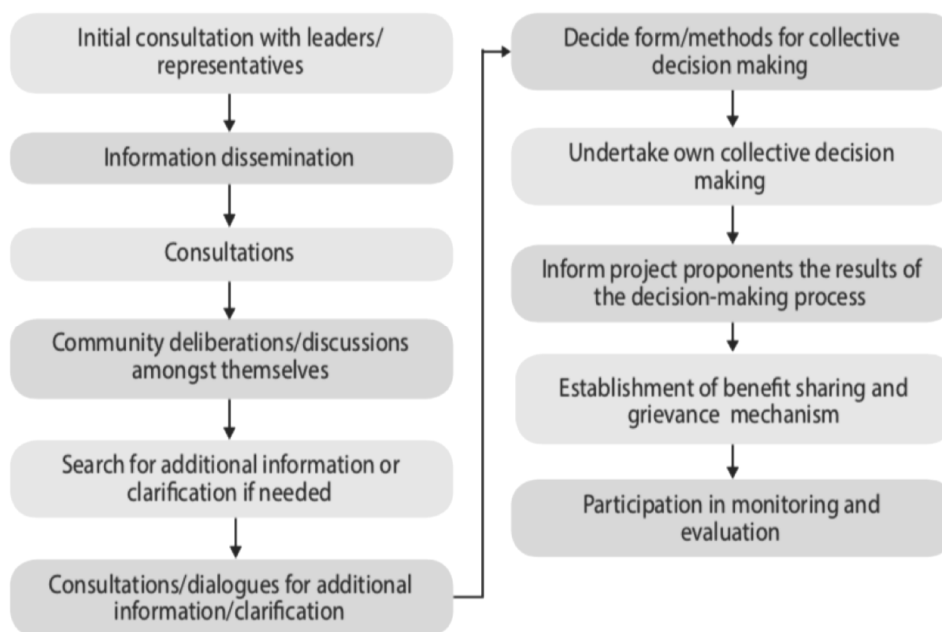 Initial consultation with leaders/
representatives
Information dissemination
Consultations
Community deliberations/discussions
amongst themselves
Search for additional information or
clarification if needed
Consultations/dialogues for additional
information/clarification
Decide form/methods for collective
decision making
Undertake own collective decision
making
Inform project proponents the results of
the decision-making process
Establishment of benefit sharing and
grievance mechanism
Participation in monitoring and
evaluation